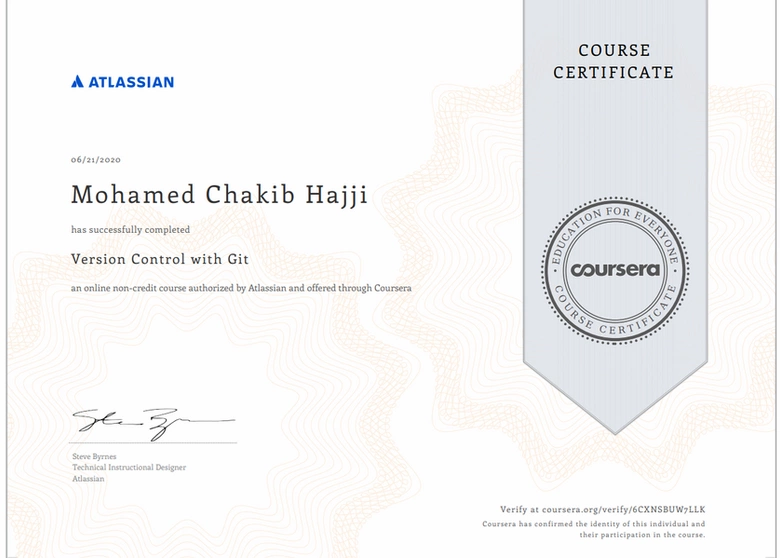 COURSE
CERTIFICATE
ATLASSIAN
06/21/2020
Mohamed Chakib Hajji
has successfully completed
Version Control with Git
an online non-credit course authorized by Atlassian and offered through Coursera
EDUCATION FOR EVERYONE
coursera
COURSE CERTIFICATE
Steve Byrnes
Technical Instructional Designer
Atlassian
Verify at coursera.org/verify/6CXNSBUW7LLK
Coursera has confirmed the identity of this individual and
their participation in the course.